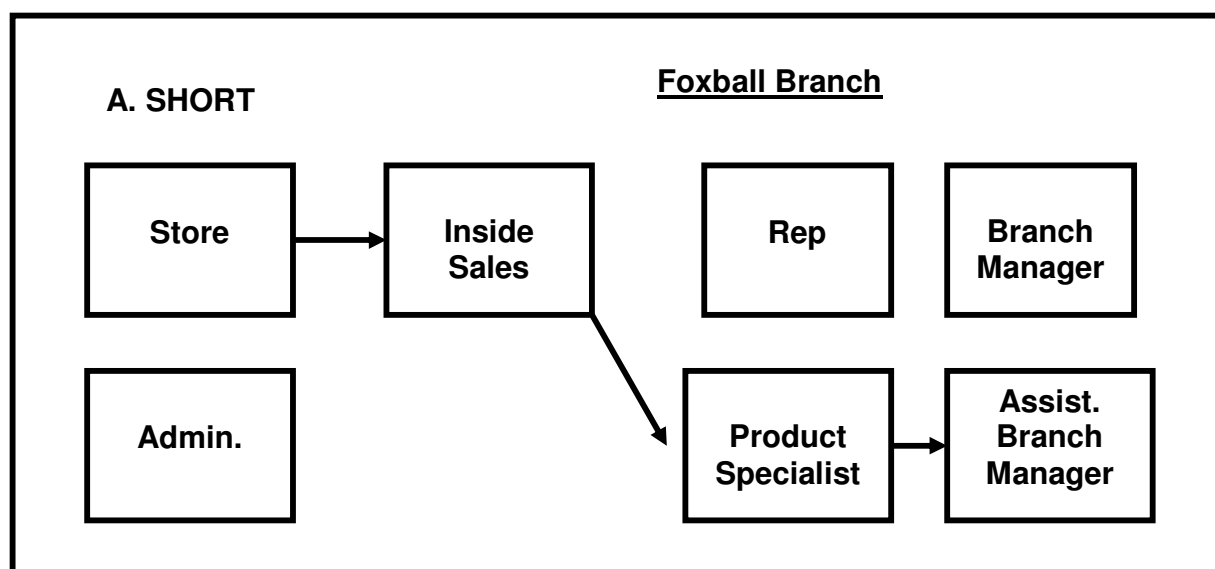 Foxball Branch
A. SHORT
Store
Inside
Sales
Rep
Branch
Manager
Admin.
Product
Specialist
Assist.
Branch
Manager